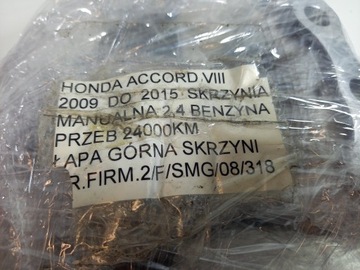 HONDA ACCORD VIII
2009 DO 2015 SKRZYNIA
MANUALNA 2,4 BENZYNA
PRZEB 24000KM
ŁAPA GÓRNA SKRZYNI
R.FIRM.2/F/SMG/08/318